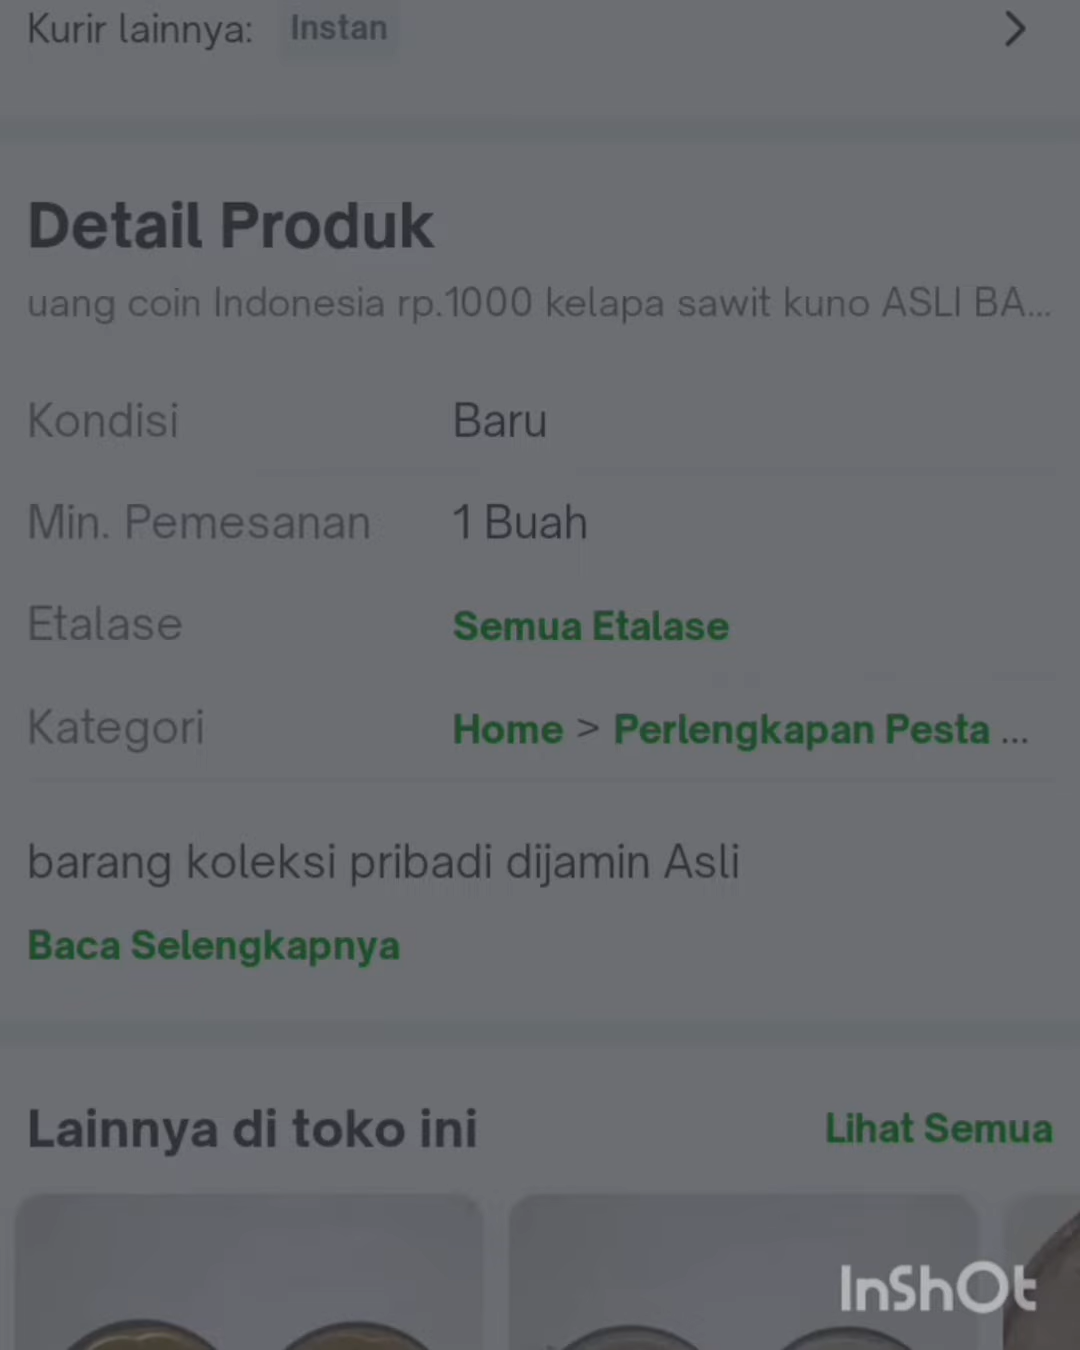 Kurir lainnya: Instan
Detail Produk
uang coin Indonesia rp.1000 kelapa sawit kuno ASLI BA...
Kondisi Baru
Min. Pemesanan 1 Buah
Etalase Semua Etalase
Kategori Home > Perlengkapan Pesta ...
barang koleksi pribadi dijamin Asli
Baca Selengkapnya
Lainnya di toko ini Lihat Semua
InShOt